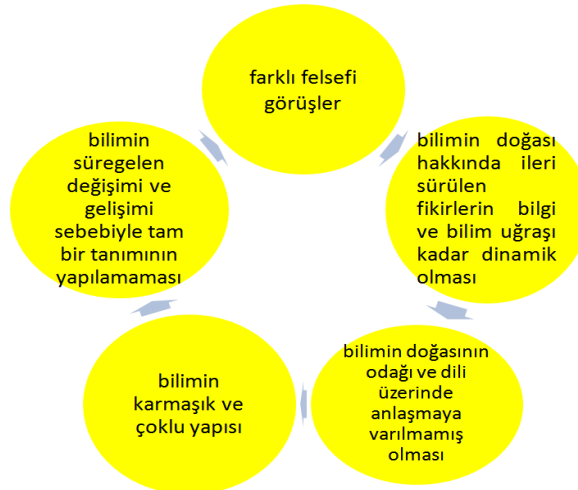 farklı felsefi
görüşler
bilimin doğası
hakkında ileri
sürülen
fikirlerin bilgi
ve bilim uğraşı
kadar dinamik
olması
bilimin doğasının
odağı ve dili
üzerinde
anlaşmaya
varılmamış
olması
bilimin
karmaşık ve
çoklu yapısı
bilimin
süregelen
değişimi ve
gelişimi
sebebiyle tam
bir tanımının
yapılamaması